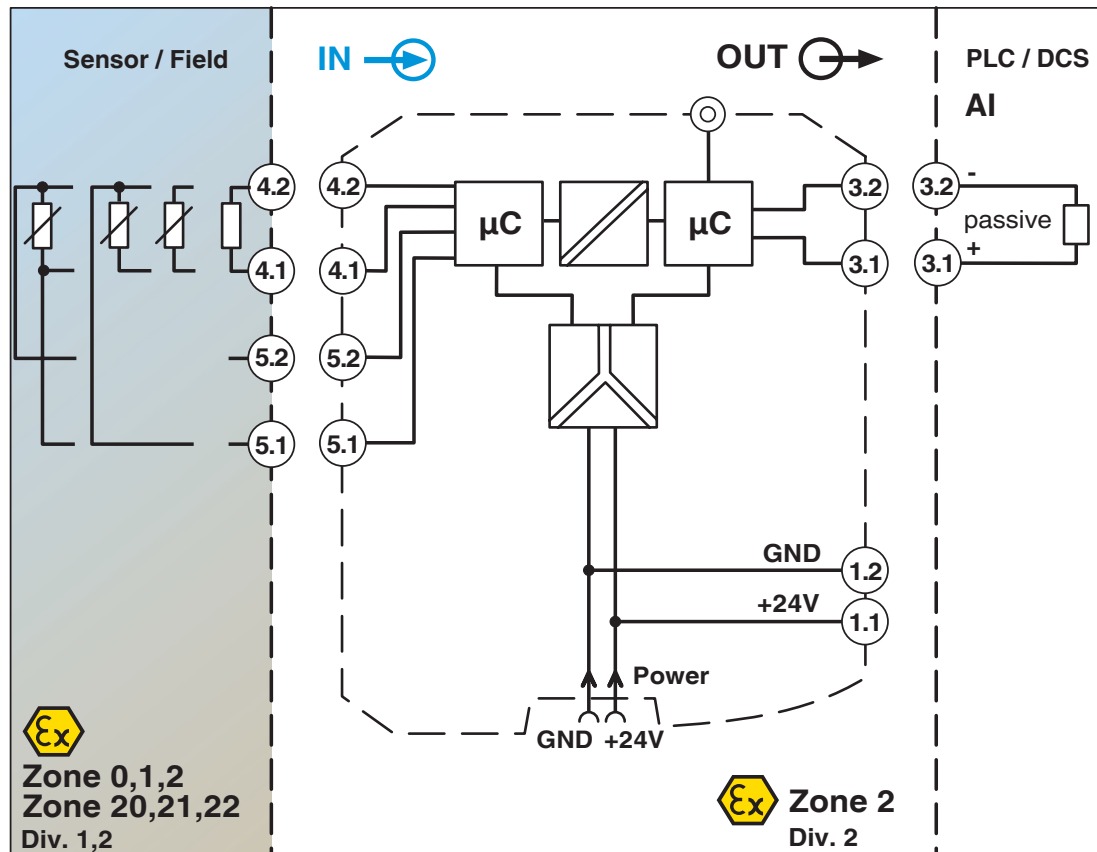 Sensor / Field
IN
OUT
PLC / DCS
AI
4.2
4.2
3.2
3.2
-
µC
µC
passive
4.1
4.1
3.1
3.1
+
5.2
5.2
5.1
5.1
GND
1.2
+24V
1.1
Power
GND +24V
Ex
Zone 0,1,2
Zone 20,21,22
Div. 1,2
Ex
Zone 2
Div. 2